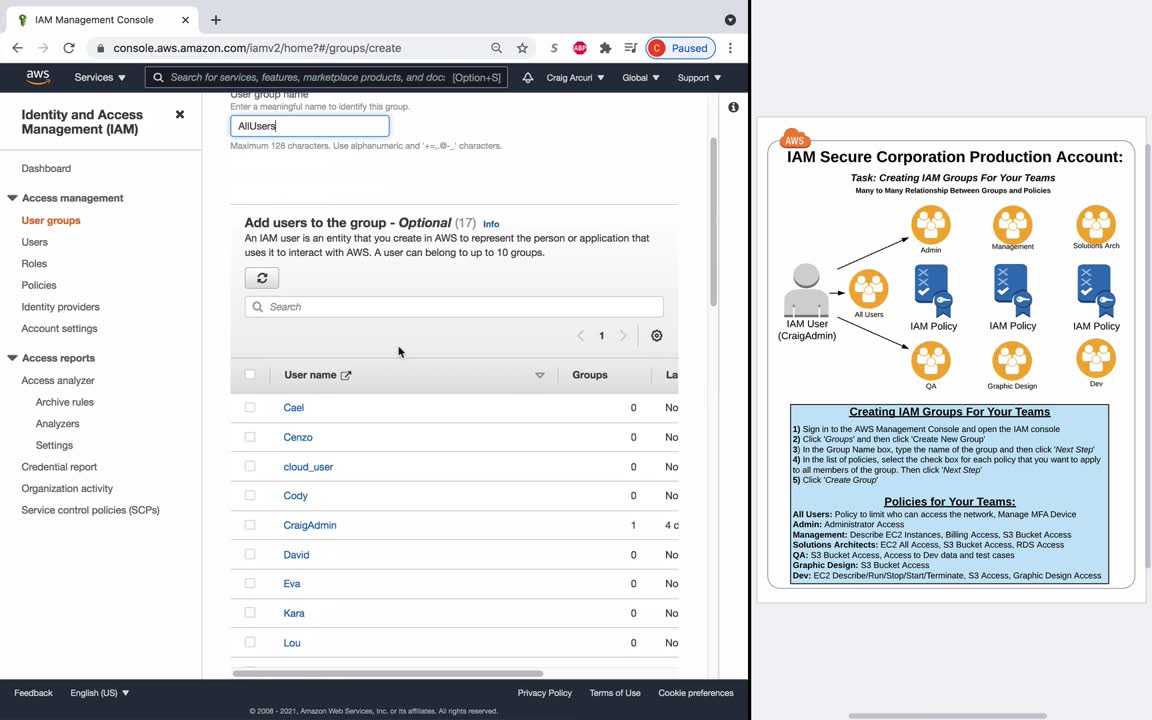 IAM Management Console
console.aws.amazon.com/iamv2/home?#/groups/create
S
ABP
C Paused
aws
Services
Search for services, features, marketplace products, and doc: [Option+S]
Craig Arcuri
Global
Support
Identity and Access Management (IAM)
Dashboard
Access management
User groups
Users
Roles
Policies
Identity providers
Account settings
Access reports
Access analyzer
Archive rules
Analyzers
Settings
Credential report
Organization activity
Service control policies (SCPs)
User group name
Enter a meaningful name to identify this group.
AllUsers
Maximum 128 characters. Use alphanumeric and '+=,.@-_' characters.
Add users to the group - Optional (17) Info
An IAM user is an entity that you create in AWS to represent the person or application that
uses it to interact with AWS. A user can belong to up to 10 groups.
Search
1
User name Groups La
Cael 0 No
Cenzo 0 No
cloud_user 0 No
Cody 0 No
CraigAdmin 1 4 d
David 0 No
Eva 0 No
Kara 0 No
Lou 0 No
Feedback English (US) Privacy Policy Terms of Use Cookie preferences
© 2008 - 2021, Amazon Web Services, Inc. or its affiliates. All rights reserved.
AWS
IAM Secure Corporation Production Account:
Task: Creating IAM Groups For Your Teams
Many to Many Relationship Between Groups and Policies
Admin
Management
Solutions Arch
IAM User
(CraigAdmin)
All Users
IAM Policy
IAM Policy
IAM Policy
QA
Graphic Design
Dev
Creating IAM Groups For Your Teams
1) Sign in to the AWS Management Console and open the IAM console
2) Click 'Groups' and then click 'Create New Group'
3) In the Group Name box, type the name of the group and then click 'Next Step'
4) In the list of policies, select the check box for each policy that you want to apply
to all members of the group. Then click 'Next Step'
5) Click 'Create Group'
Policies for Your Teams:
All Users: Policy to limit who can access the network, Manage MFA Device
Admin: Administrator Access
Management: Describe EC2 Instances, Billing Access, S3 Bucket Access
Solutions Architects: EC2 All Access, S3 Bucket Access, RDS Access
QA: S3 Bucket Access, Access to Dev data and test cases
Graphic Design: S3 Bucket Access
Dev: EC2 Describe/Run/Stop/Start/Terminate, S3 Access, Graphic Design Access